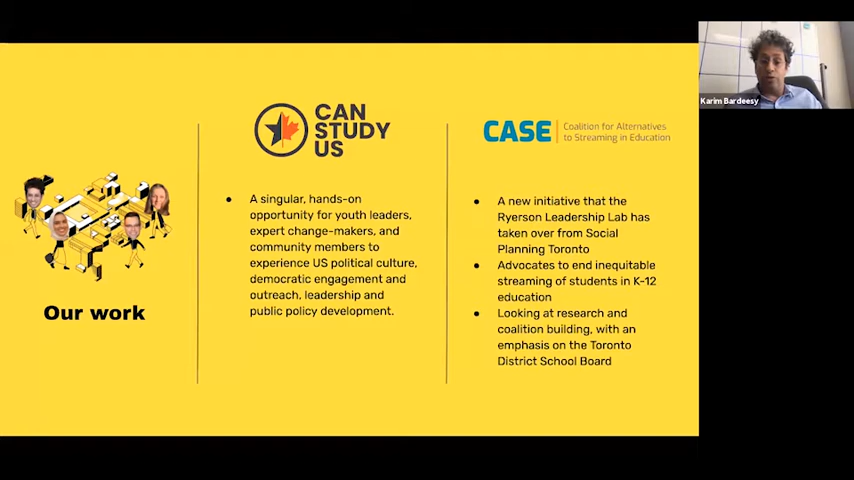 Our work
CAN
STUDY
US
● A singular, hands-on
opportunity for youth leaders,
expert change-makers, and
community members to
experience US political culture,
democratic engagement and
outreach, leadership and
public policy development.
CASE
Coalition for Alternatives
to Streaming in Education
● A new initiative that the
Ryerson Leadership Lab has
taken over from Social
Planning Toronto
● Advocates to end inequitable
streaming of students in K-12
education
● Looking at research and
coalition building, with an
emphasis on the Toronto
District School Board
Karim Bardeesy